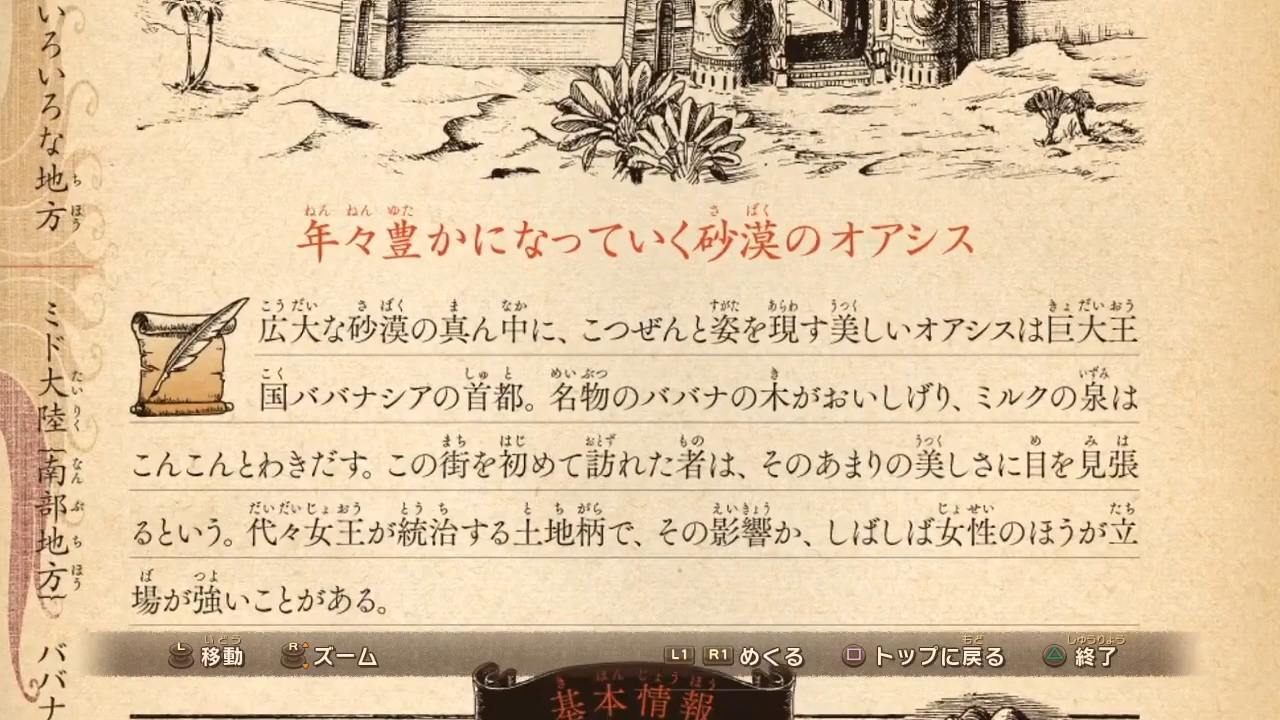 いろいろな地方
ミド大陸[南部地方]
ババナ
年々豊かになっていく砂漠のオアシス
広大な砂漠の真ん中に、こつぜんと姿を現す美しいオアシスは巨大王
国ババナシアの首都。名物のババナの木がおいしげり、ミルクの泉は
こんこんとわきだす。この街を初めて訪れた者は、そのあまりの美しさに目を見張
るという。代々女王が統治する土地柄で、その影響か、しばしば女性のほうが立
場が強いことがある。
L 移動 R ズーム L1 R1 めくる トップに戻る 終了
基本情報